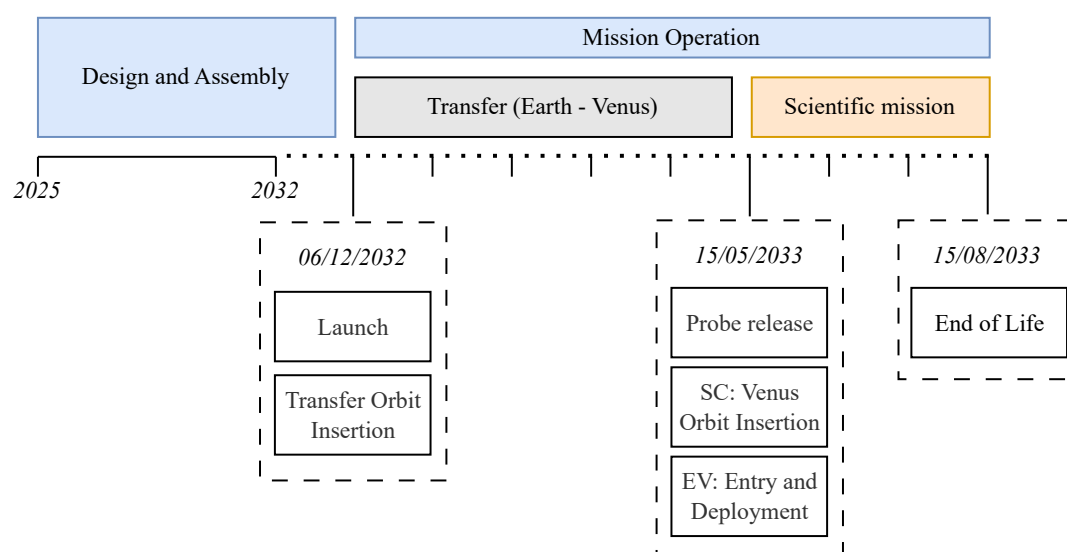 Mission Operation
Design and Assembly
Transfer (Earth - Venus)
Scientific mission
2025
2032
06/12/2032
Launch
Transfer Orbit
Insertion
15/05/2033
Probe release
SC: Venus
Orbit Insertion
EV: Entry and
Deployment
15/08/2033
End of Life